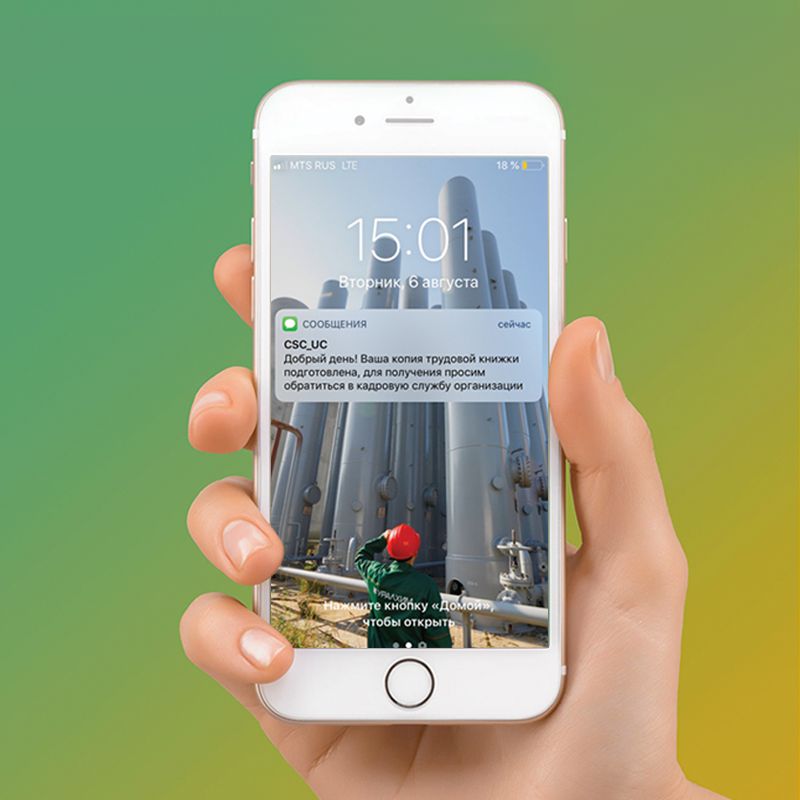 MTS RUS LTE 18 %
15:01
Вторник, 6 августа
СООБЩЕНИЯ сейчас
CSC_UC
Добрый день! Ваша копия трудовой книжки
подготовлена, для получения просим
обратиться в кадровую службу организации
УРАЛХИМ
Нажмите кнопку «Домой»,
чтобы открыть